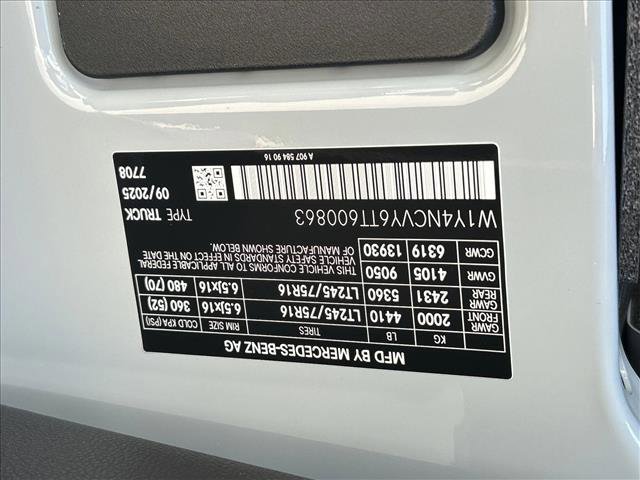 MFD BY MERCEDES-BENZ AG
KG LB TIRES RIM SIZE COLD KPA (PSI)
GAWR FRONT 2000 4410 LT245/75R16 6.5Jx16 360 (52)
GAWR REAR 2431 5360 LT245/75R16 6.5Jx16 480 (70)
GVWR 4105 9050 THIS VEHICLE CONFORMS TO ALL APPLICABLE FEDERAL
VEHICLE SAFETY STANDARDS IN EFFECT ON THE DATE
GCWR 6319 13930 OF MANUFACTURE SHOWN BELOW.
W1Y4NCVY6TT600863
TYPE TRUCK
09/2025
7708
A 907 584 90 16